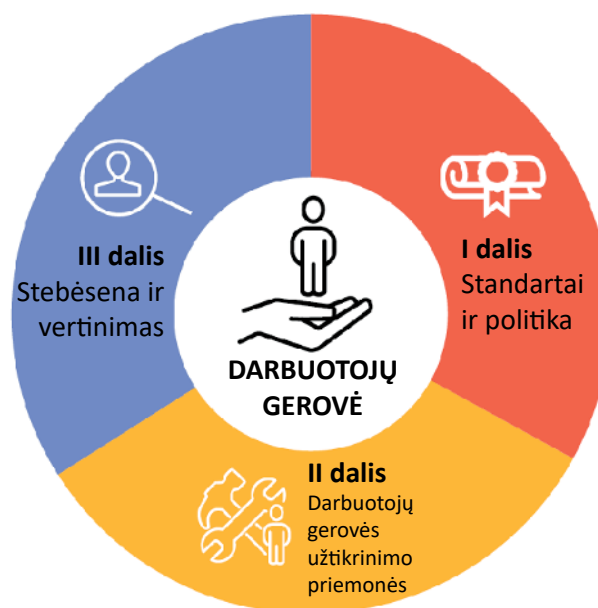 III dalis
Stebėsena ir
vertinimas
I dalis
Standartai
ir politika
DARBUOTOJŲ
GEROVĖ
II dalis
Darbuotojų
gerovės
užtikrinimo
priemonės